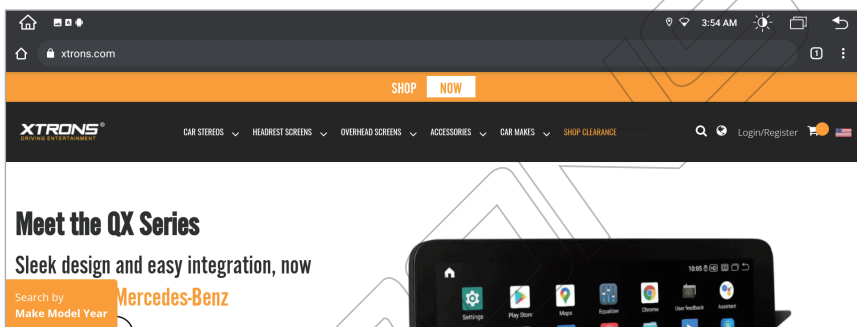 3:54 AM
xtrons.com
1
SHOP NOW
XTRONS®
DRIVING ENTERTAINMENT
CAR STEREOS HEADREST SCREENS OVERHEAD SCREENS ACCESSORIES CAR MAKES SHOP CLEARANCE
Login/Register
Meet the QX Series
Sleek design and easy integration, now
Mercedes-Benz
Search by
Make Model Year
10:05
Settings Play Store Maps Equalizer Chrome User feedback Assistant